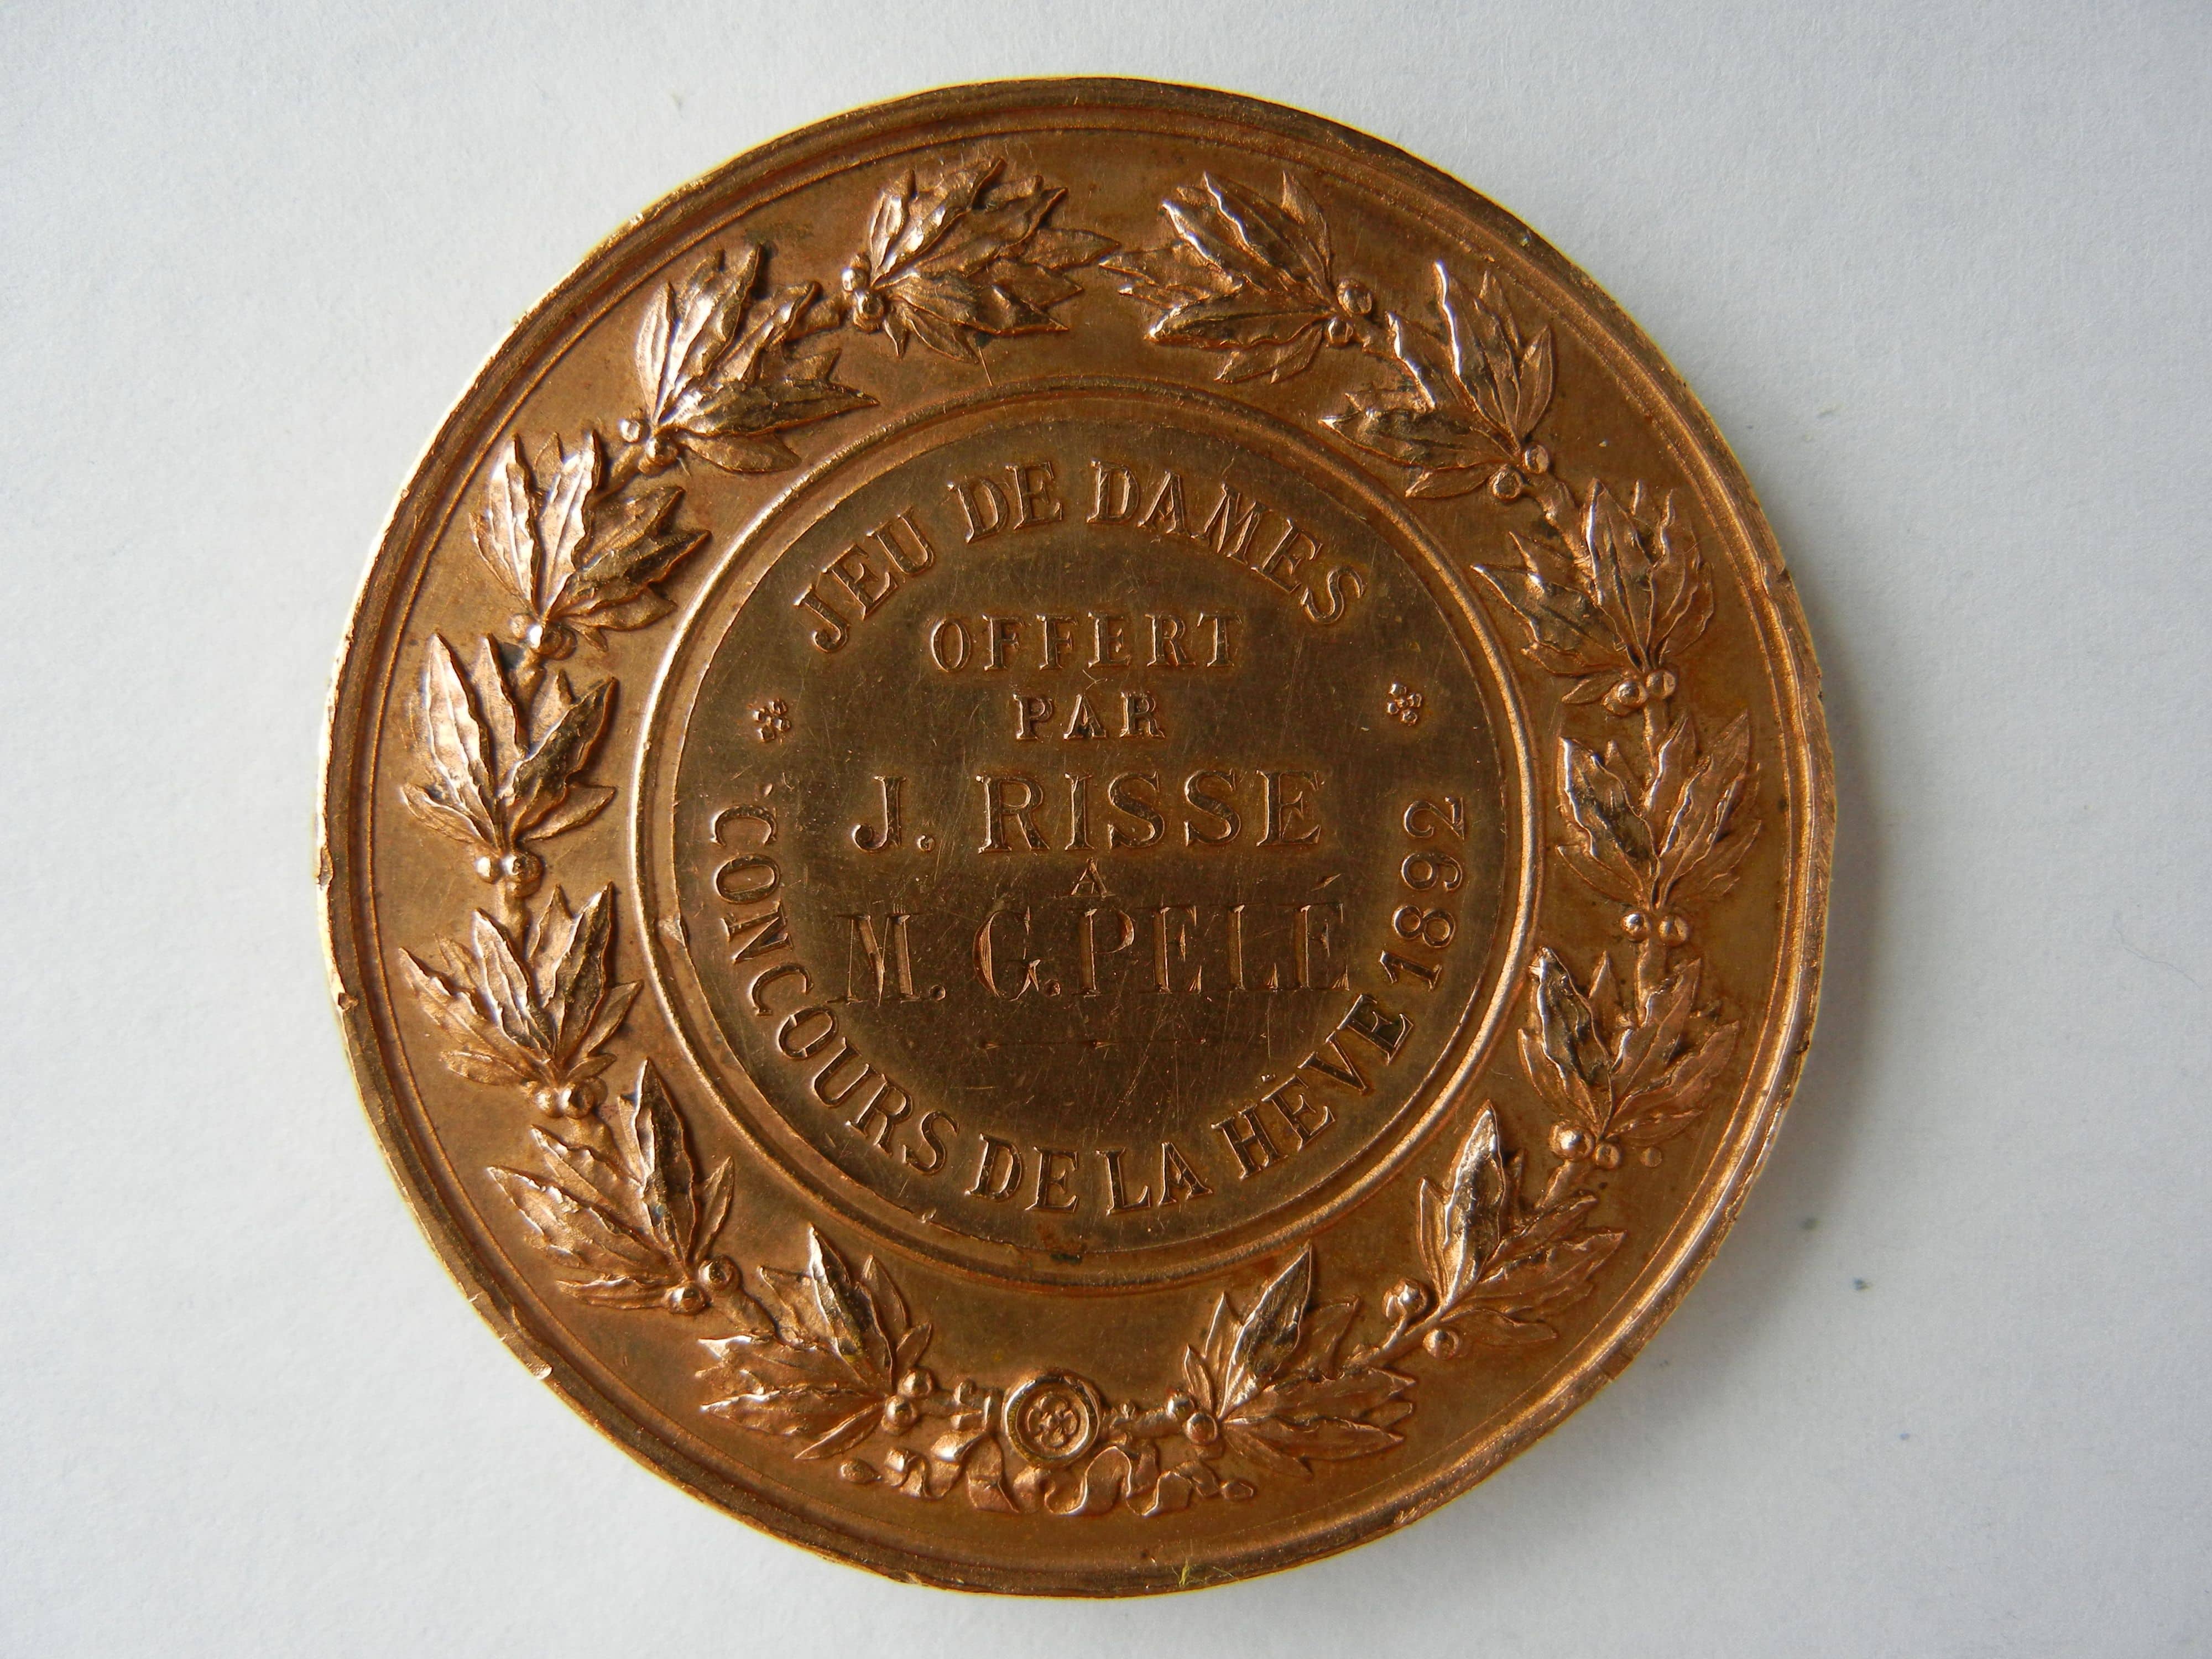 JEU DE DAMES
OFFERT
PAR
J. RISSE
A
M. G. PELÉ
CONCOURS DE LA HÈVE 1892